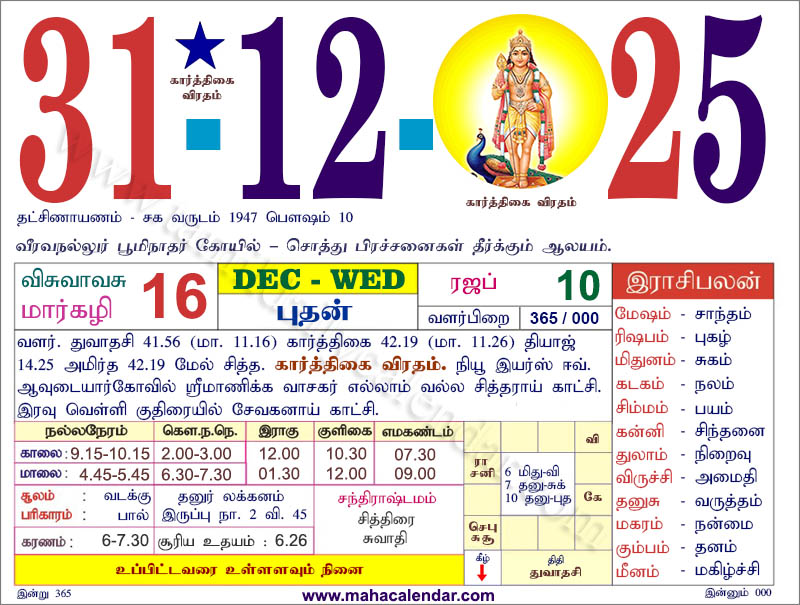 31-12-25
கார்த்திகை
விரதம்
கார்த்திகை விரதம்
தட்சிணாயணம் - சக வருடம் 1947 பௌஷம் 10
வீரவநல்லுர் பூமிநாதர் கோயில் – சொத்து பிரச்சனைகள் தீர்க்கும் ஆலயம்.
விசுவாவசு
மார்கழி 16
DEC - WED
புதன்
ரஜப் 10
வளர்பிறை 365 / 000
வளர். துவாதசி 41.56 (மா. 11.16) கார்த்திகை 42.19 (மா. 11.26) தியாஜ்
14.25 அமிர்த 42.19 மேல் சித்த. கார்த்திகை விரதம். நியூ இயர்ஸ் ஈவ்.
ஆவுடையார்கோவில் ஸ்ரீமாணிக்க வாசகர் எல்லாம் வல்ல சித்தராய் காட்சி.
இரவு வெள்ளி குதிரையில் சேவகனாய் காட்சி.
இராசிபலன்
மேஷம் - சாந்தம்
ரிஷபம் - புகழ்
மிதுனம் - சுகம்
கடகம் - நலம்
சிம்மம் - பயம்
கன்னி - சிந்தனை
துலாம் - நிறைவு
விருச்சி - அமைதி
தனுசு - வருத்தம்
மகரம் - நன்மை
கும்பம் - தனம்
மீனம் - மகிழ்ச்சி
நல்லநேரம் கௌ.ந.நெ. இராகு குளிகை எமகண்டம்
காலை: 9.15-10.15 2.00-3.00 12.00 10.30 07.30
மாலை: 4.45-5.45 6.30-7.30 01.30 12.00 09.00
சூலம் : வடக்கு
பரிகாரம் : பால்
தனுர் லக்கனம்
இருப்பு நா. 2 வி. 45
சந்திராஷ்டமம்
சித்திரை
சுவாதி
கரணம் : 6-7.30 சூரிய உதயம் : 6.26
வி
ரா
சனி
6 மிது-வி
7 தனு-சுக்
10 தனு-புத
கே
செபு
சுசூ
கீழ்
திதி
துவாதசி
உப்பிட்டவரை உள்ளளவும் நினை
இன்று 365
www.mahacalendar.com
இன்னும் 000